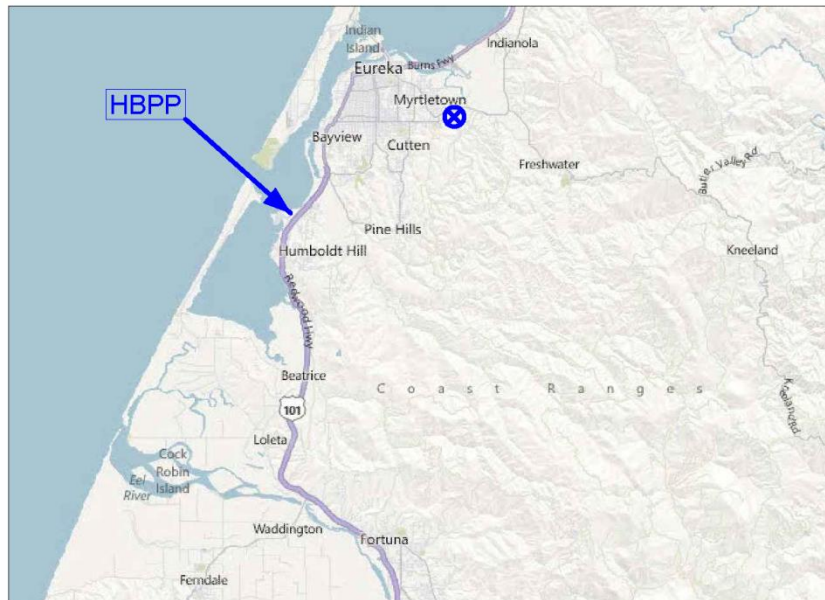 Indian
Island
Indianola
Eureka
Burns Fwy
HBPP
Myrtletown
Bayview
Cutten
Freshwater
Butler Valley Rd
Pine Hills
Kneeland
Humboldt Hill
Redwood Hwy
Beatrice
Coast Ranges
Kneeland Rd.
101
Loleta
Cock
Robin
Island
Eel
River
Waddington
Fortuna
Ferndale